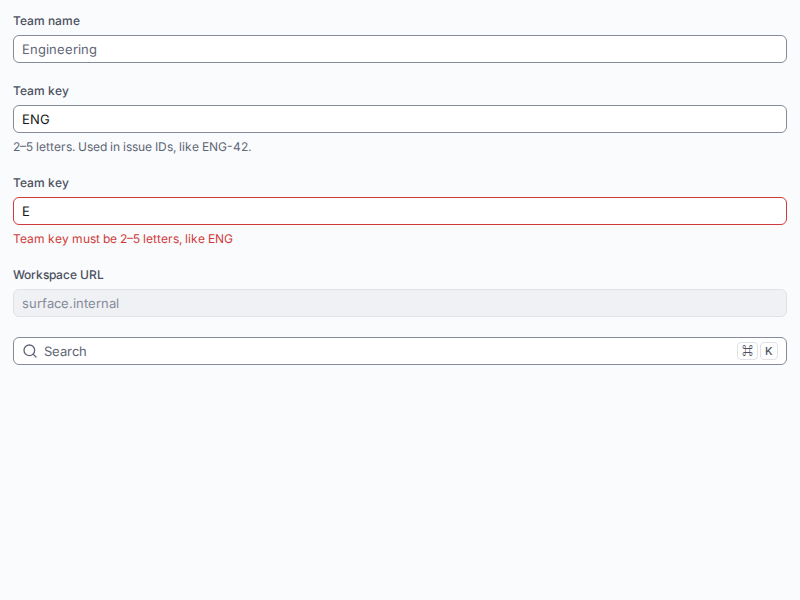 Team name
Engineering
Team key
ENG
2–5 letters. Used in issue IDs, like ENG-42.
Team key
E
Team key must be 2–5 letters, like ENG
Workspace URL
surface.internal
Search ⌘ K